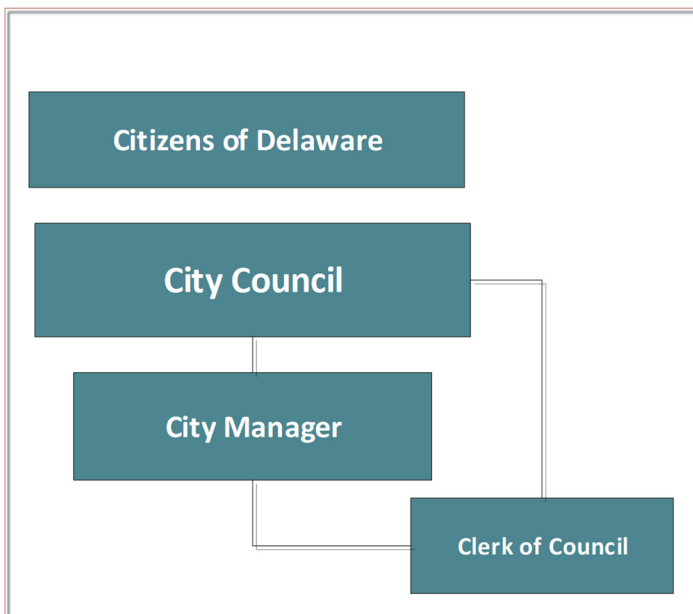 Citizens of Delaware
City Council
City Manager
Clerk of Council